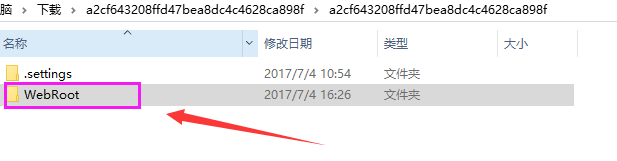 脑 › 下载 › a2cf643208ffd47bea8dc4c4628ca898f › a2cf643208ffd47bea8dc4c4628ca898f
名称 修改日期 类型 大小
.settings 2017/7/4 10:54 文件夹
WebRoot 2017/7/4 16:26 文件夹